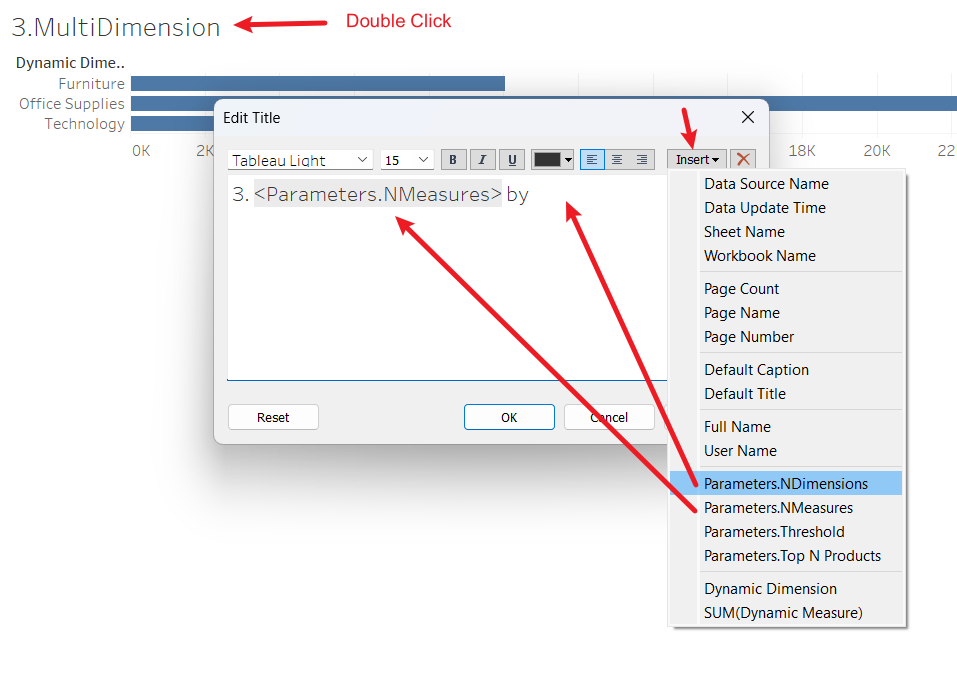 3.MultiDimension
Double Click
Dynamic Dime..
Furniture
Office Supplies
Technology
0K 2K 18K 20K 22
Edit Title
Tableau Light 15 B I U Insert
3. <Parameters.NMeasures> by
Data Source Name
Data Update Time
Sheet Name
Workbook Name
Page Count
Page Name
Page Number
Default Caption
Default Title
Full Name
User Name
Parameters.NDimensions
Parameters.NMeasures
Parameters.Threshold
Parameters.Top N Products
Dynamic Dimension
SUM(Dynamic Measure)
Reset OK Cancel